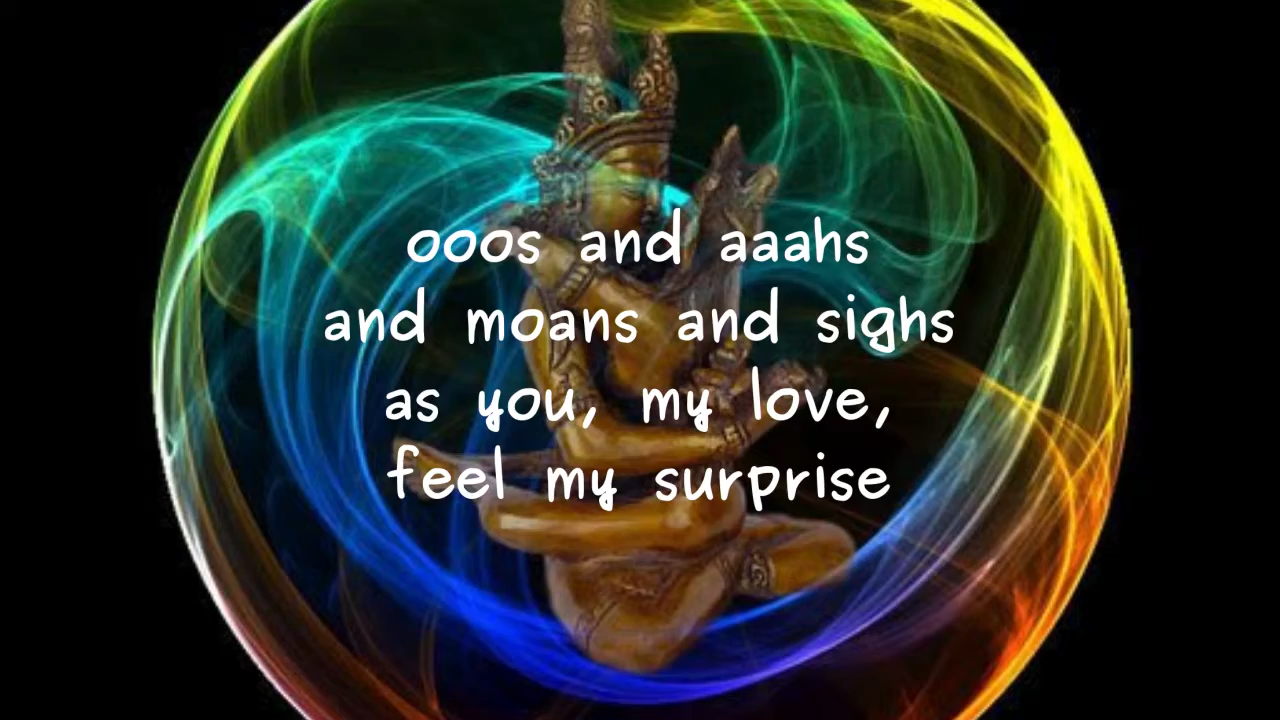 ooos and aaahs
and moans and sighs
as you, my love,
feel my surprise